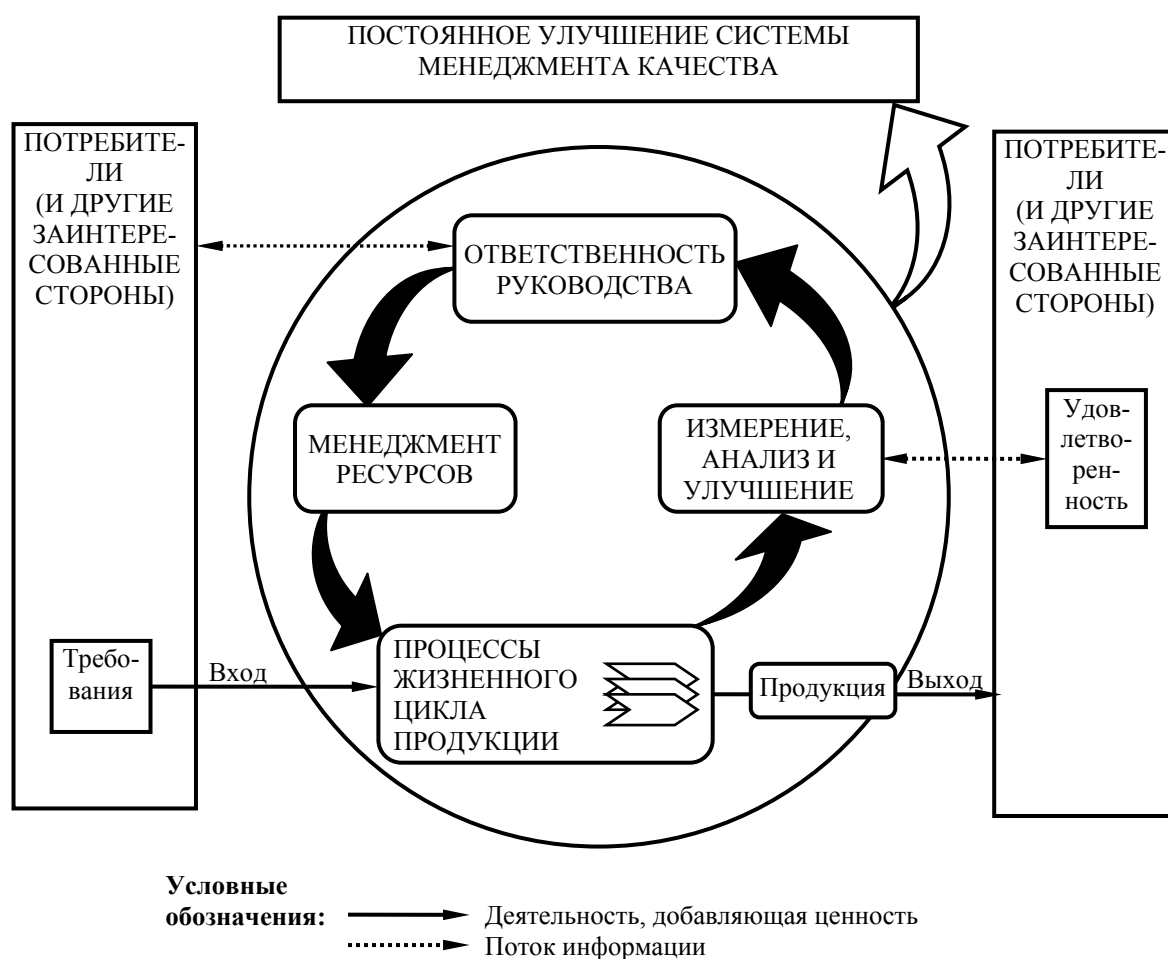 ПОСТОЯННОЕ УЛУЧШЕНИЕ СИСТЕМЫ
МЕНЕДЖМЕНТА КАЧЕСТВА
ПОТРЕБИТЕ-
ЛИ
(И ДРУГИЕ
ЗАИНТЕРЕ-
СОВАННЫЕ
СТОРОНЫ)
ПОТРЕБИТЕ-
ЛИ
(И ДРУГИЕ
ЗАИНТЕРЕ-
СОВАННЫЕ
СТОРОНЫ)
ОТВЕТСТВЕННОСТЬ
РУКОВОДСТВА
МЕНЕДЖМЕНТ
РЕСУРСОВ
ИЗМЕРЕНИЕ,
АНАЛИЗ И
УЛУЧШЕНИЕ
Удов-
летво-
рен-
ность
Требо-
вания
Вход
ПРОЦЕССЫ
ЖИЗНЕННОГО
ЦИКЛА
ПРОДУКЦИИ
Продукция
Выход
Условные
обозначения:
Деятельность, добавляющая ценность
Поток информации